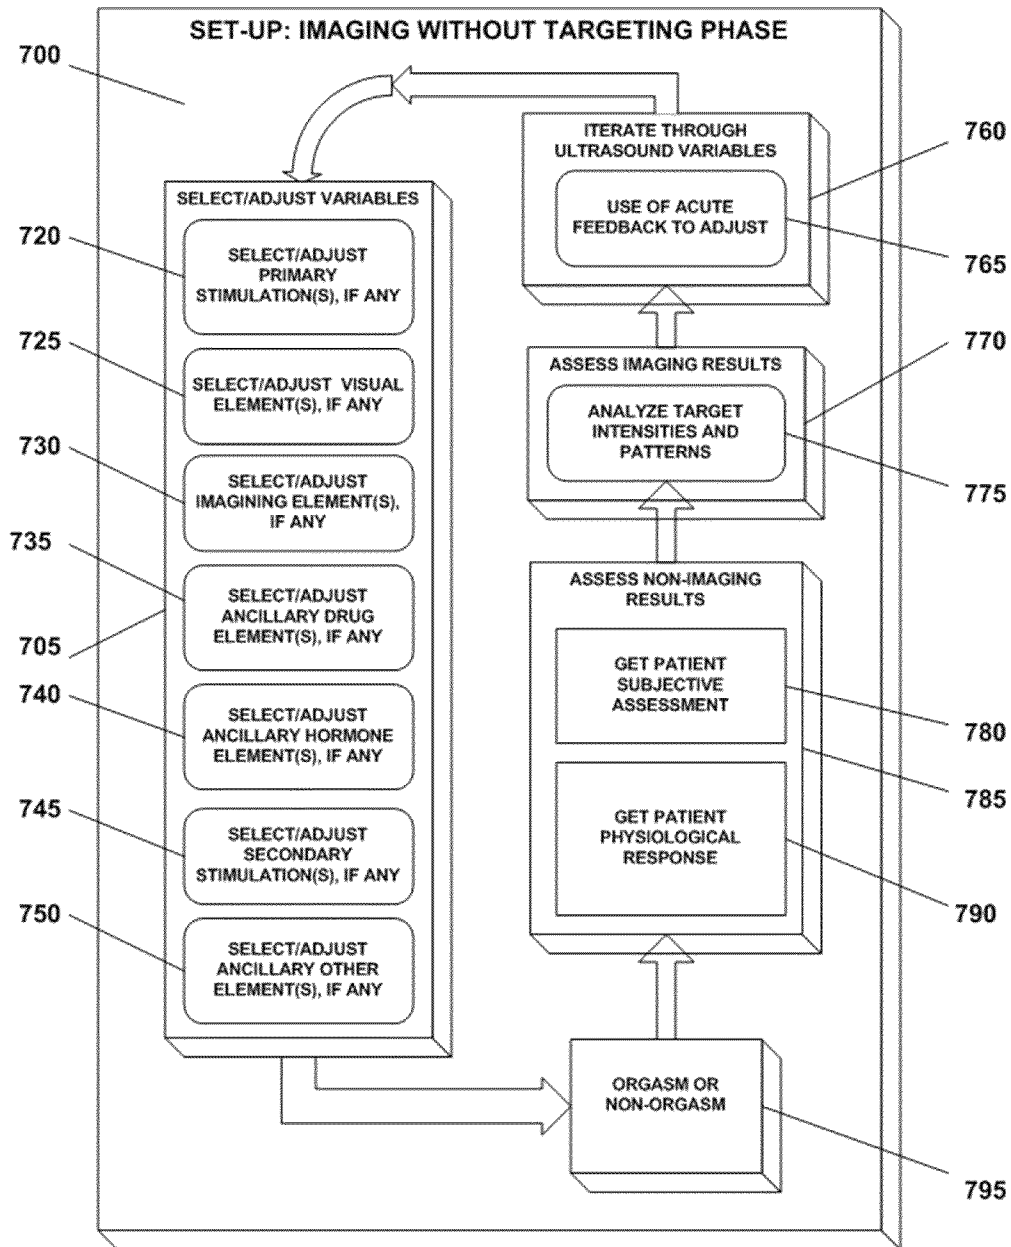 SET-UP: IMAGING WITHOUT TARGETING PHASE
700
SELECT/ADJUST VARIABLES
720
SELECT/ADJUST
PRIMARY
STIMULATION(S), IF ANY
725
SELECT/ADJUST VISUAL
ELEMENT(S), IF ANY
730
SELECT/ADJUST
IMAGINING ELEMENT(S),
IF ANY
735
SELECT/ADJUST
ANCILLARY DRUG
ELEMENT(S), IF ANY
705
740
SELECT/ADJUST
ANCILLARY HORMONE
ELEMENT(S), IF ANY
745
SELECT/ADJUST
SECONDARY
STIMULATION(S), IF ANY
750
SELECT/ADJUST
ANCILLARY OTHER
ELEMENT(S), IF ANY
ITERATE THROUGH
ULTRASOUND VARIABLES
760
USE OF ACUTE
FEEDBACK TO ADJUST
765
ASSESS IMAGING RESULTS
770
ANALYZE TARGET
INTENSITIES AND
PATTERNS
775
ASSESS NON-IMAGING
RESULTS
GET PATIENT
SUBJECTIVE
ASSESSMENT
780
785
GET PATIENT
PHYSIOLOGICAL
RESPONSE
790
ORGASM OR
NON-ORGASM
795